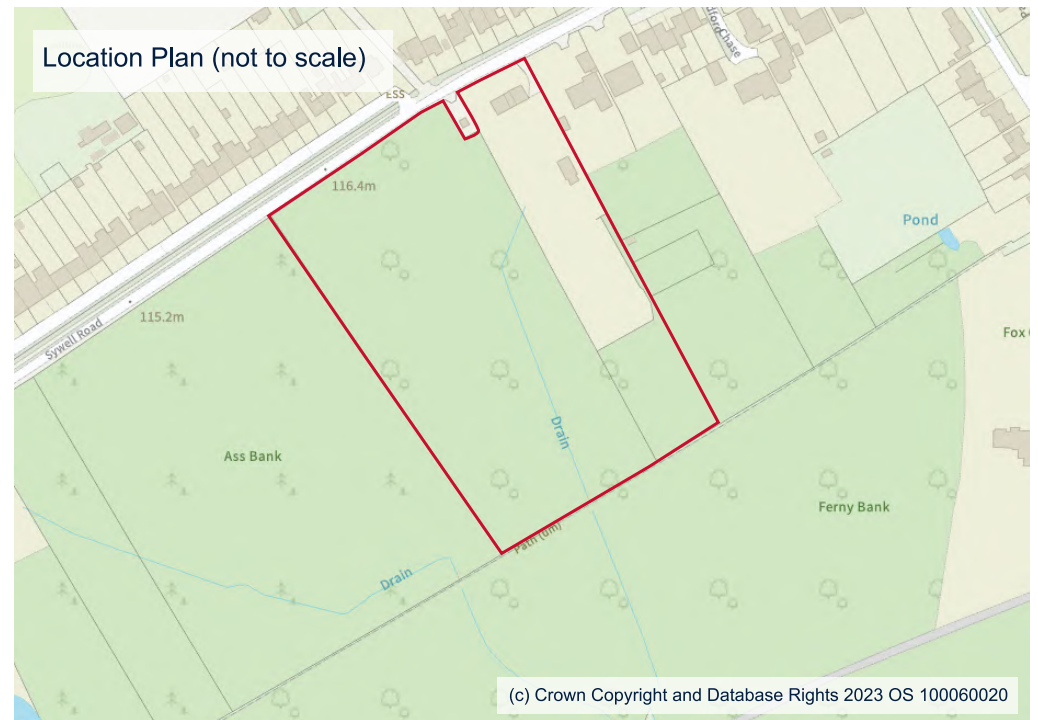 Location Plan (not to scale)
Chase
ESS
116.4m
Pond
115.2m
Sywell Road
Fox
Drain
Ass Bank
Ferny Bank
Path (um)
Drain
(c) Crown Copyright and Database Rights 2023 OS 100060020